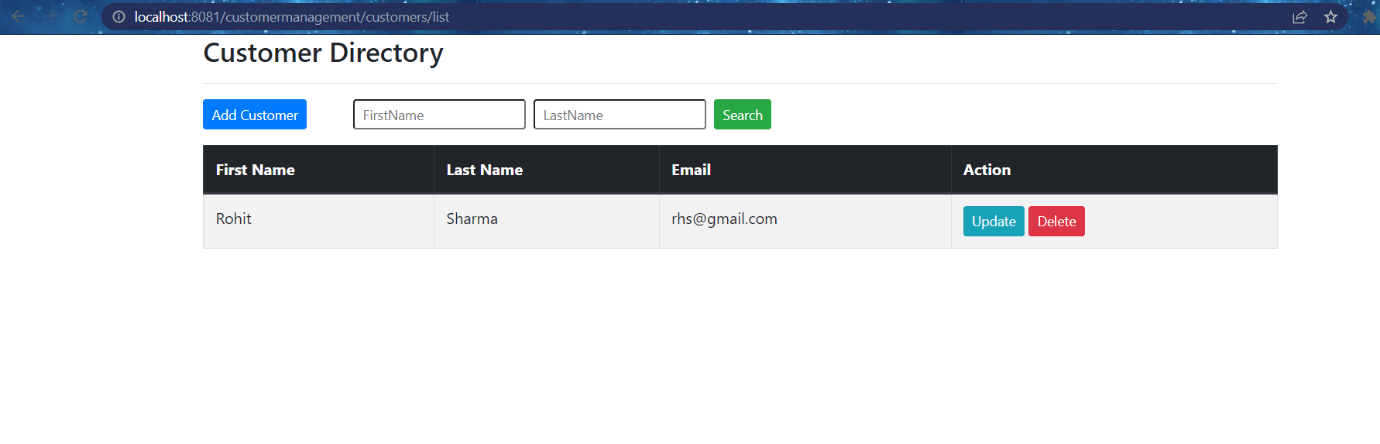 localhost:8081/customermanagement/customers/list
Customer Directory
Add Customer FirstName LastName Search
First Name Last Name Email Action
Rohit Sharma rhs@gmail.com Update Delete